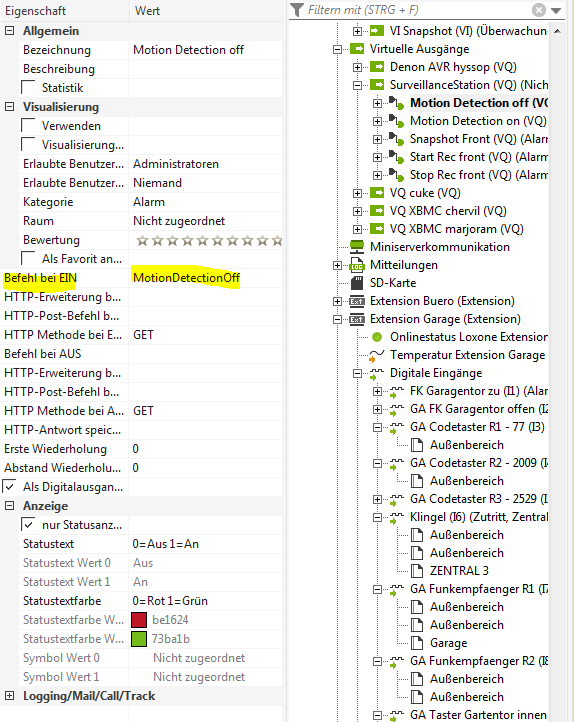 Eigenschaft Wert
Allgemein
Bezeichnung Motion Detection off
Beschreibung
Statistik
Visualisierung
Verwenden
Visualisierung...
Erlaubte Benutzer... Administratoren
Erlaubte Benutzer... Niemand
Kategorie Alarm
Raum Nicht zugeordnet
Bewertung
Als Favorit an...
Befehl bei EIN MotionDetectionOff
HTTP-Erweiterung b...
HTTP-Post-Befehl b...
HTTP Methode bei E... GET
Befehl bei AUS
HTTP-Erweiterung b...
HTTP-Post-Befehl b...
HTTP Methode bei A... GET
HTTP-Antwort speic...
Erste Wiederholung 0
Abstand Wiederholu... 0
Als Digitalausgan...
Anzeige
nur Statusanz...
Statustext 0=Aus 1=An
Statustext Wert 0 Aus
Statustext Wert 1 An
Statustextfarbe 0=Rot 1=Grün
Statustextfarbe W... be1624
Statustextfarbe W... 73ba1b
Symbol Wert 0 Nicht zugeordnet
Symbol Wert 1 Nicht zugeordnet
Logging/Mail/Call/Track
Filtern mit (STRG + F)
VI Snapshot (VI) (Überwachun
Virtuelle Ausgänge
Denon AVR hyssop (VQ)
SurveillanceStation (VQ) (Nich
Motion Detection off (VQ
Motion Detection on (VQ)
Snapshot Front (VQ) (Alarm
Start Rec front (VQ) (Alarm
Stop Rec front (VQ) (Alarm
VQ cuke (VQ)
VQ XBMC chervil (VQ)
VQ XBMC marjoram (VQ)
Miniserverkommunikation
Mitteilungen
SD-Karte
Extension Buero (Extension)
Extension Garage (Extension)
Onlinestatus Loxone Extension
Temperatur Extension Garage
Digitale Eingänge
FK Garagentor zu (I1) (Alar
GA FK Garagentor offen (I2
GA Codetaster R1 - 77 (I3)
Außenbereich
GA Codetaster R2 - 2009 (I4
Außenbereich
GA Codetaster R3 - 2529 (I
Klingel (I6) (Zutritt, Zentral
Außenbereich
Außenbereich
ZENTRAL 3
GA Funkempfaenger R1 (I7
Außenbereich
Außenbereich
Garage
GA Funkempfaenger R2 (I8
Außenbereich
Außenbereich
GA Taster Gartentor innen